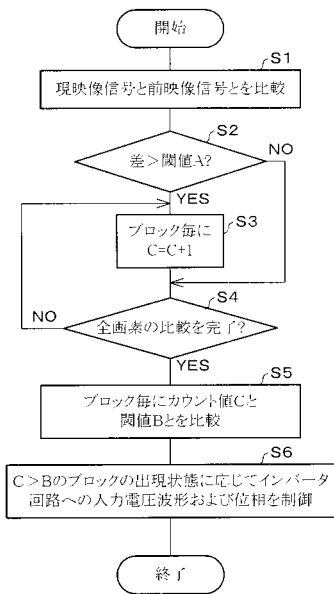 開始
S1
現映像信号と前映像信号とを比較
S2
差>閾値A?
NO
YES
S3
ブロック毎に
C=C+1
S4
NO
全画素の比較を完了?
YES
S5
ブロック毎にカウント値Cと
閾値Bとを比較
S6
C>Bのブロックの出現状態に応じてインバータ
回路への入力電圧波形および位相を制御
終了